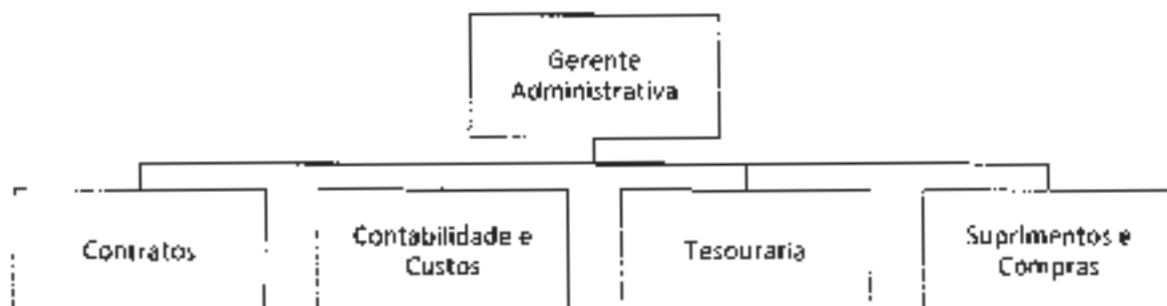 Gerente
Administrativa
Contratos
Contabilidade e
Custos
Tesouraria
Suprimentos e
Compras